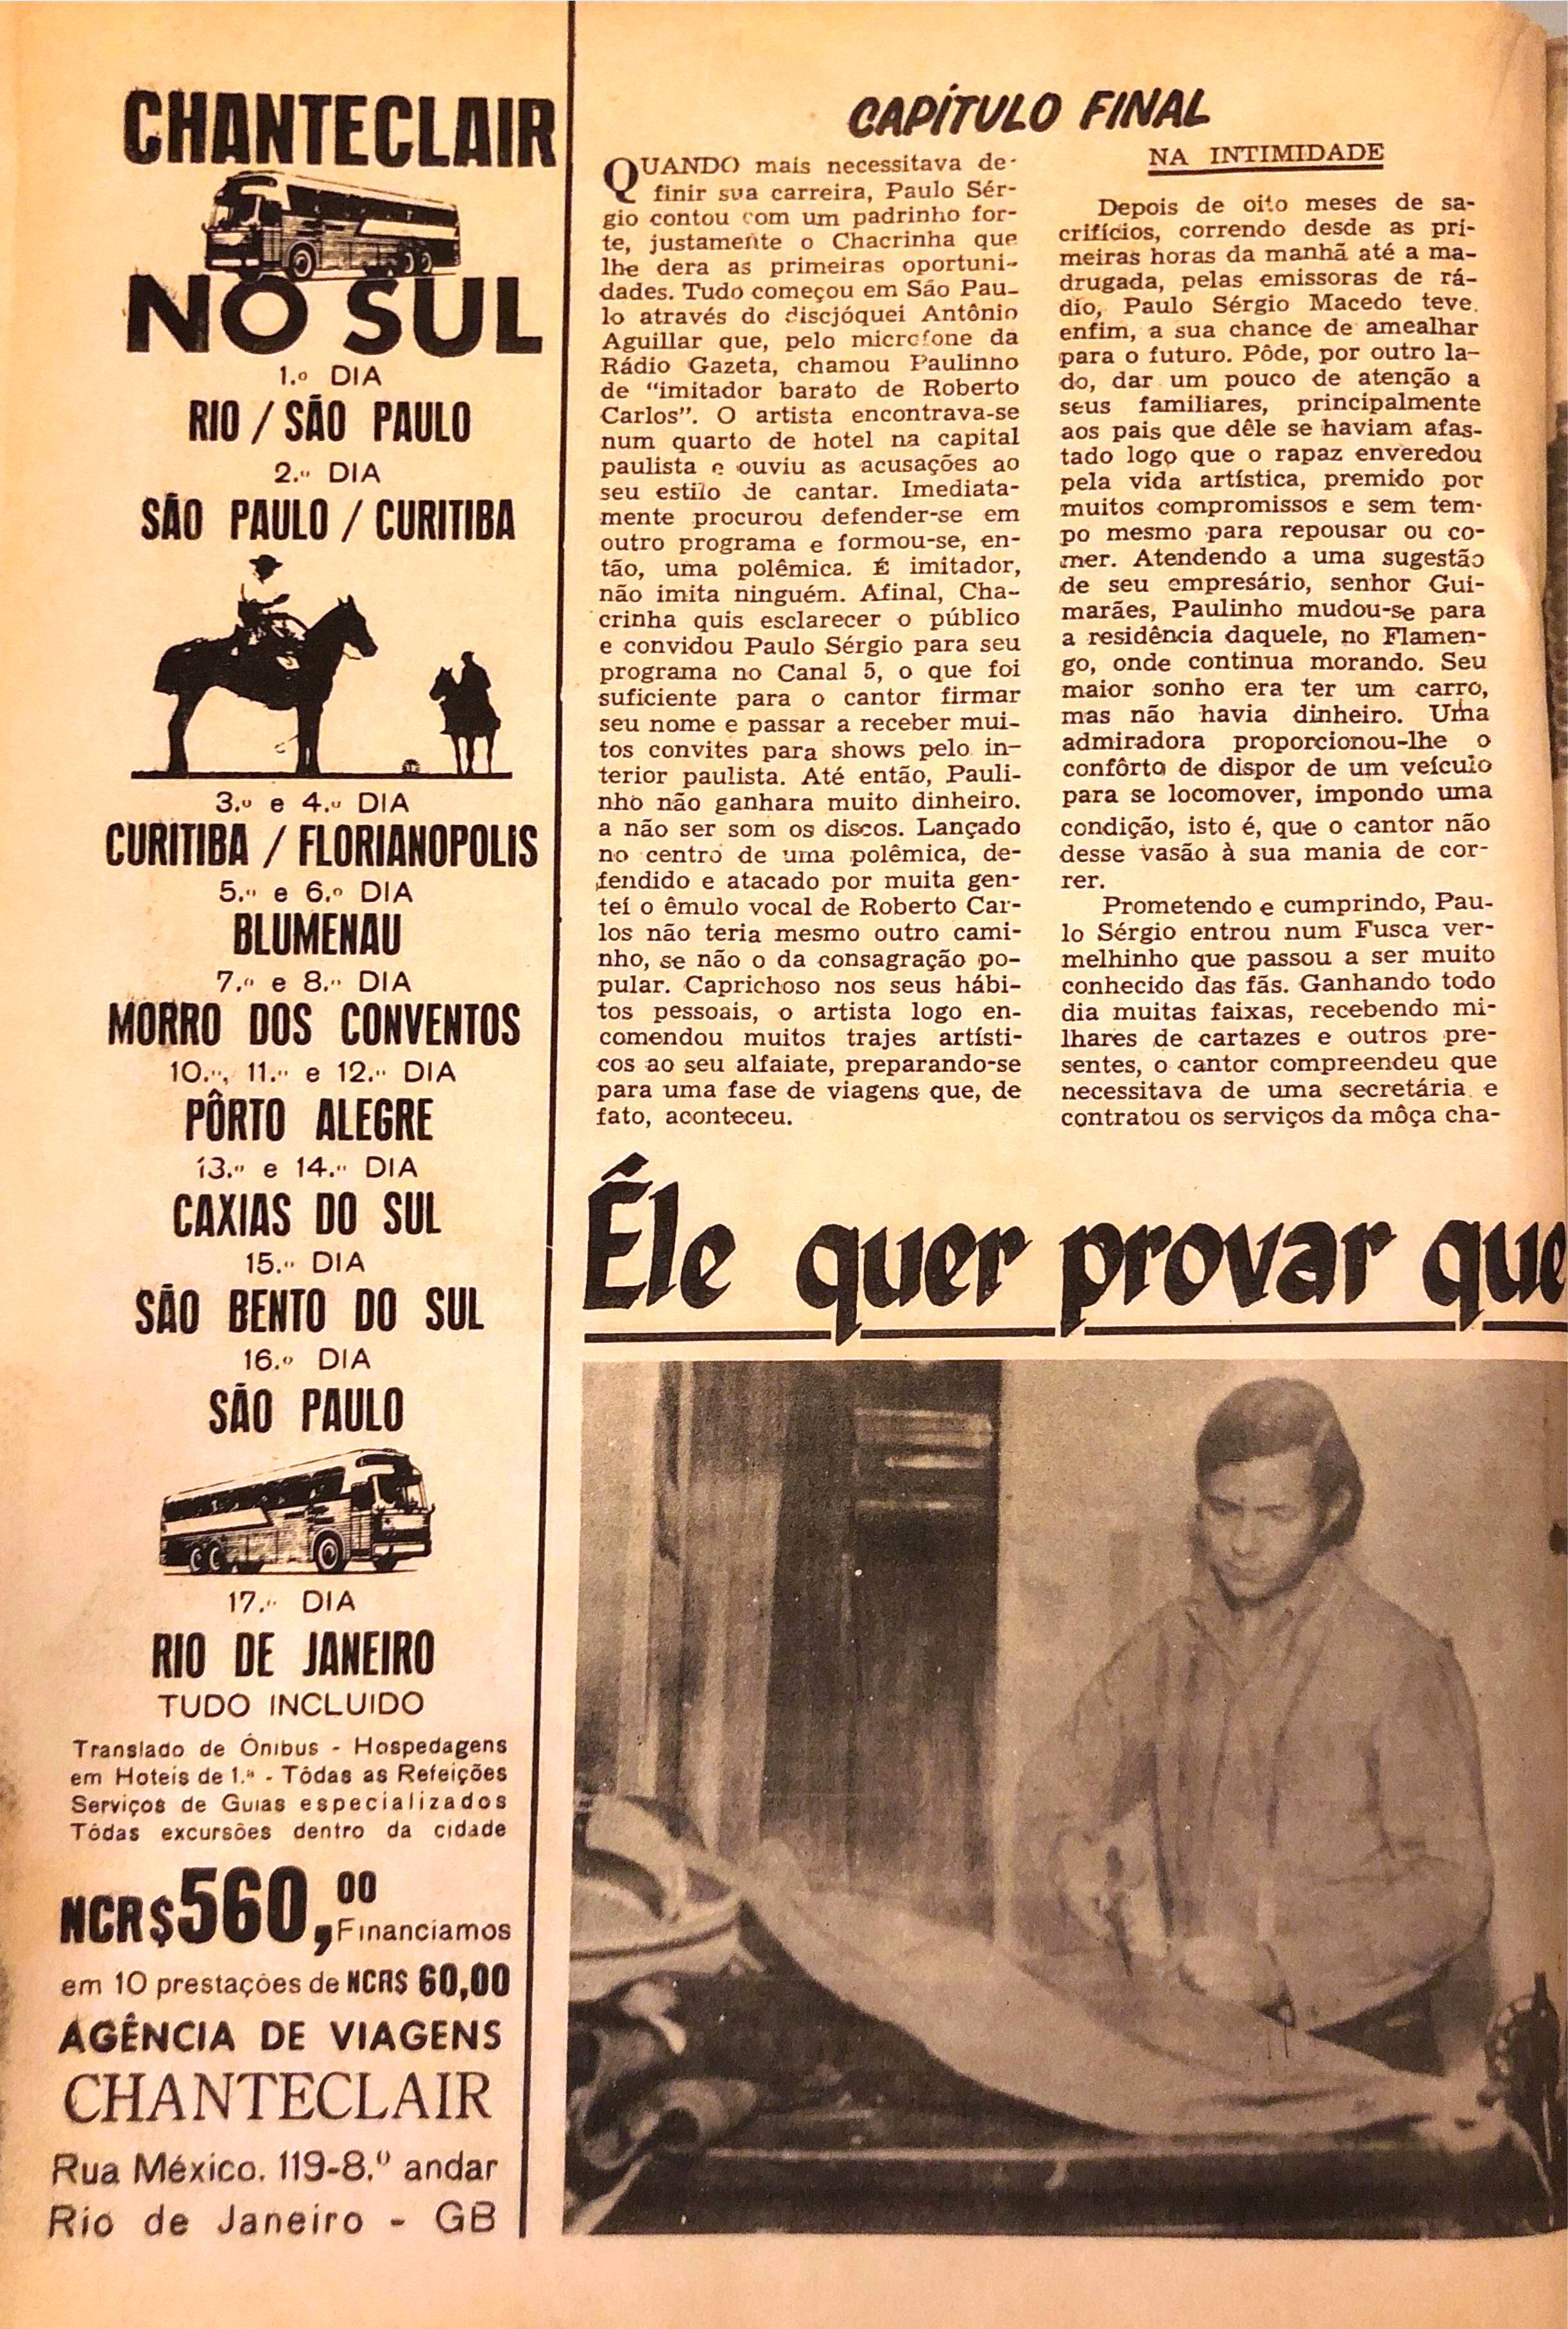 CHANTECLAIR
NO SUL
1.º DIA
RIO / SÃO PAULO
2.º DIA
SÃO PAULO / CURITIBA
3.º e 4.º DIA
CURITIBA / FLORIANOPOLIS
5.º e 6.º DIA
BLUMENAU
7.º e 8.º DIA
MORRO DOS CONVENTOS
10.º, 11.º e 12.º DIA
PÔRTO ALEGRE
13.º e 14.º DIA
CAXIAS DO SUL
15.º DIA
SÃO BENTO DO SUL
16.º DIA
SÃO PAULO
17.º DIA
RIO DE JANEIRO
TUDO INCLUIDO
Translado de Ônibus - Hospedagens
em Hoteis de 1.ª - Tôdas as Refeições
Serviços de Guias especializados
Tôdas excursões dentro da cidade
NCR$560,00
Financiamos
em 10 prestações de NCR$ 60,00
AGÊNCIA DE VIAGENS
CHANTECLAIR
Rua México, 119-8.º andar
Rio de Janeiro - GB
CAPÍTULO FINAL
QUANDO mais necessitava de-
finir sua carreira, Paulo Sér-
gio contou com um padrinho for-
te, justamente o Chacrinha que
lhe dera as primeiras oportuni-
dades. Tudo começou em São Pau-
lo através do discjóquei Antônio
Aguillar que, pelo microfone da
Rádio Gazeta, chamou Paulinno
de "imitador barato de Roberto
Carlos". O artista encontrava-se
num quarto de hotel na capital
paulista e ouviu as acusações ao
seu estilo de cantar. Imediata-
mente procurou defender-se em
outro programa e formou-se, en-
tão, uma polêmica. É imitador,
não imita ninguém. Afinal, Cha-
crinha quis esclarecer o público
e convidou Paulo Sérgio para seu
programa no Canal 5, o que foi
suficiente para o cantor firmar
seu nome e passar a receber mui-
tos convites para shows pelo in-
terior paulista. Até então, Pauli-
nho não ganhara muito dinheiro.
a não ser som os discos. Lançado
no centro de uma polêmica, de-
fendido e atacado por muita gen-
teí o êmulo vocal de Roberto Car-
los não teria mesmo outro cami-
nho, se não o da consagração po-
pular. Caprichoso nos seus hábi-
tos pessoais, o artista logo en-
comendou muitos trajes artísti-
cos ao seu alfaiate, preparando-se
para uma fase de viagens que, de
fato, aconteceu.
NA INTIMIDADE
Depois de oito meses de sa-
crifícios, correndo desde as pri-
meiras horas da manhã até a ma-
drugada, pelas emissoras de rá-
dio, Paulo Sérgio Macedo teve.
enfim, a sua chance de amealhar
para o futuro. Pôde, por outro la-
do, dar um pouco de atenção a
seus familiares, principalmente
aos pais que dêle se haviam afas-
tado logo que o rapaz enveredou
pela vida artística, premido por
muitos compromissos e sem tem-
po mesmo para repousar ou co-
mer. Atendendo a uma sugestão
de seu empresário, senhor Gui-
marães, Paulinho mudou-se para
a residência daquele, no Flamen-
go, onde continua morando. Seu
maior sonho era ter um carro,
mas não havia dinheiro. Uma
admiradora proporcionou-lhe o
confôrto de dispor de um veículo
para se locomover, impondo uma
condição, isto é, que o cantor não
desse vasão à sua mania de cor-
rer.
Prometendo e cumprindo, Pau-
lo Sérgio entrou num Fusca ver-
melhinho que passou a ser muito
conhecido das fãs. Ganhando todo
dia muitas faixas, recebendo mi-
lhares de cartazes e outros pre-
sentes, o cantor compreendeu que
necessitava de uma secretária e
contratou os serviços da môça cha-
Êle quer provar que